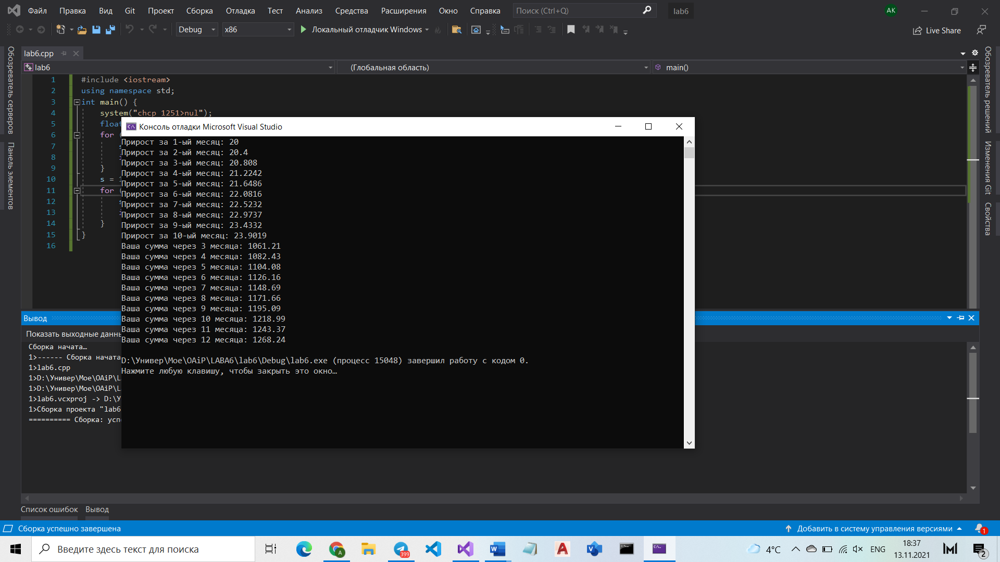 Файл Правка Вид Git Проект Сборка Отладка Тест Анализ Средства Расширения Окно Справка Поиск (Ctrl+Q) lab6 AK
Debug x86 Локальный отладчик Windows Live Share
Обозреватель серверов
Панель элементов
lab6.cpp
lab6 (Глобальная область) main()
1 #include <iostream>
2 using namespace std;
3 int main() {
4 system("chcp 1251>nul");
5 float
6 for (
7
8
9 }
10 s = 1
11 for (
12
13
14 }
15 }
16
Консоль отладки Microsoft Visual Studio
Прирост за 1-ый месяц: 20
Прирост за 2-ый месяц: 20.4
Прирост за 3-ый месяц: 20.808
Прирост за 4-ый месяц: 21.2242
Прирост за 5-ый месяц: 21.6486
Прирост за 6-ый месяц: 22.0816
Прирост за 7-ый месяц: 22.5232
Прирост за 8-ый месяц: 22.9737
Прирост за 9-ый месяц: 23.4332
Прирост за 10-ый месяц: 23.9019
Ваша сумма через 3 месяца: 1061.21
Ваша сумма через 4 месяца: 1082.43
Ваша сумма через 5 месяца: 1104.08
Ваша сумма через 6 месяца: 1126.16
Ваша сумма через 7 месяца: 1148.69
Ваша сумма через 8 месяца: 1171.66
Ваша сумма через 9 месяца: 1195.09
Ваша сумма через 10 месяца: 1218.99
Ваша сумма через 11 месяца: 1243.37
Ваша сумма через 12 месяца: 1268.24
D:\Универ\Мое\OAiP\LABA6\lab6\Debug\lab6.exe (процесс 15048) завершил работу с кодом 0.
Нажмите любую клавишу, чтобы закрыть это окно…
Обозреватель решений
Изменения Git
Свойства
Вывод
Показать выходные данны
Сборка начата…
1>------ Сборка начата
1>lab6.cpp
1>D:\Универ\Мое\OAiP\L
1>D:\Универ\Мое\OAiP\L
1>lab6.vcxproj -> D:\У
1>Сборка проекта "lab6
========== Сборка: усп
Список ошибок Вывод
Сборка успешно завершена Добавить в систему управления версиями 1
Введите здесь текст для поиска 399 4°C ENG 18:37
13.11.2021 2